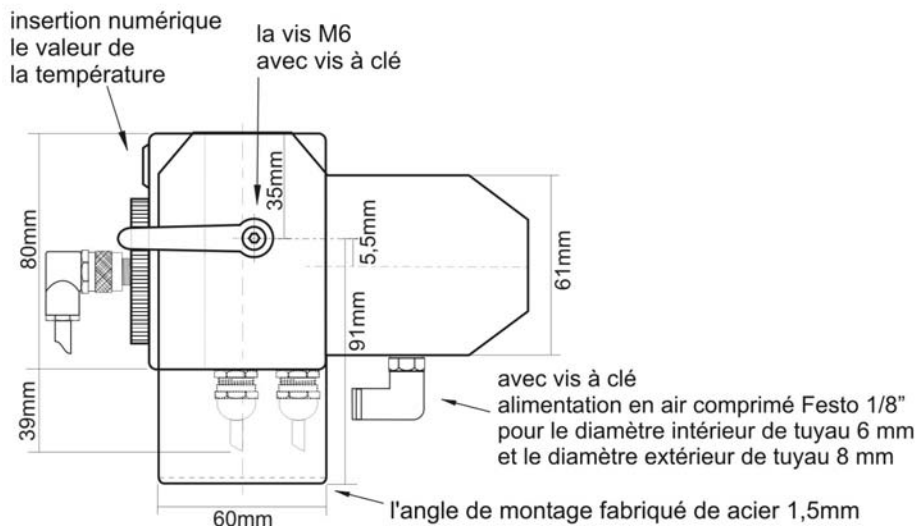 insertion numérique
le valeur de
la température
la vis M6
avec vis à clé
80mm
35mm
5,5mm
61mm
91mm
39mm
avec vis à clé
alimentation en air comprimé Festo 1/8”
pour le diamètre intérieur de tuyau 6 mm
et le diamètre extérieur de tuyau 8 mm
l'angle de montage fabriqué de acier 1,5mm
60mm